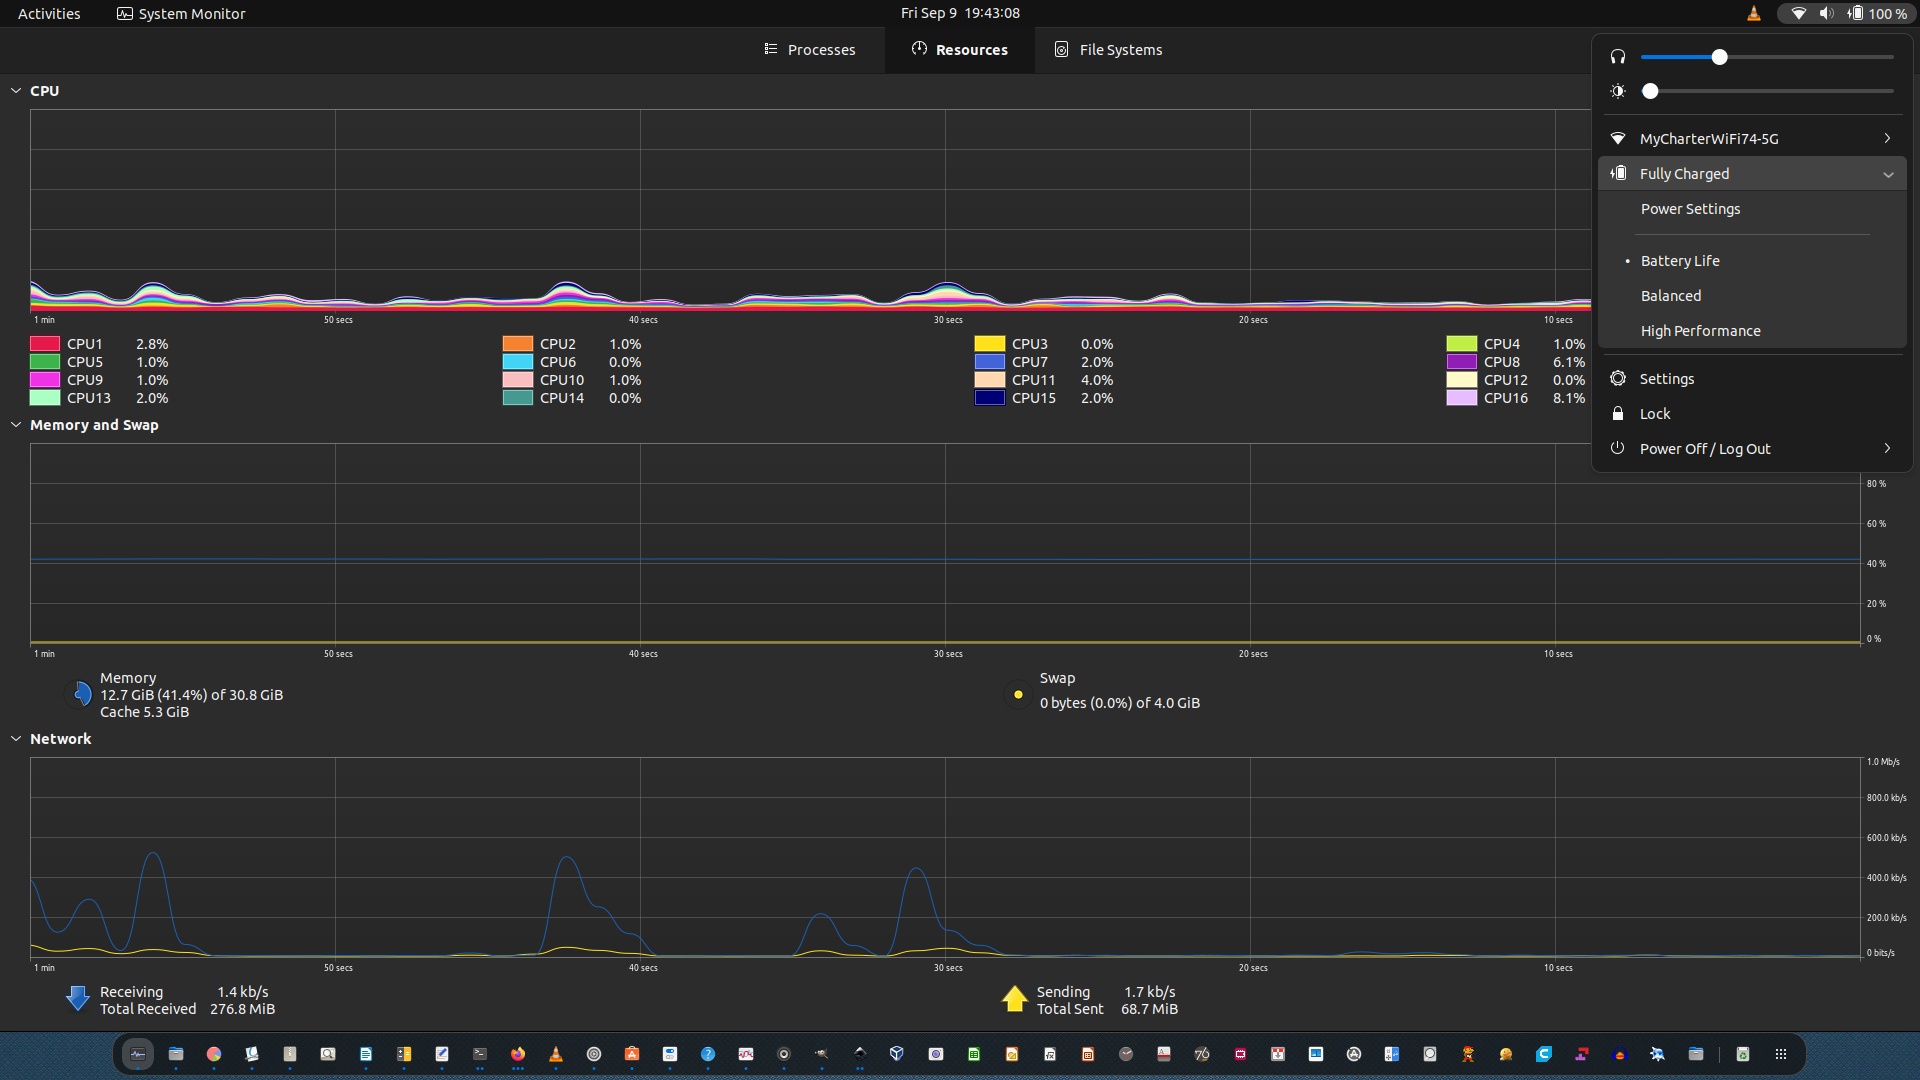 Activities
System Monitor
Fri Sep 9 19:43:08
100 %
Processes
Resources
File Systems
CPU
1 min
50 secs
40 secs
30 secs
20 secs
10 secs
CPU1 2.8%
CPU2 1.0%
CPU3 0.0%
CPU4 1.0%
CPU5 1.0%
CPU6 0.0%
CPU7 2.0%
CPU8 6.1%
CPU9 1.0%
CPU10 1.0%
CPU11 4.0%
CPU12 0.0%
CPU13 2.0%
CPU14 0.0%
CPU15 2.0%
CPU16 8.1%
MyCharterWiFi74-5G
Fully Charged
Power Settings
Battery Life
Balanced
High Performance
Settings
Lock
Power Off / Log Out
Memory and Swap
80 %
60 %
40 %
20 %
0 %
1 min
50 secs
40 secs
30 secs
20 secs
10 secs
Memory
12.7 GiB (41.4%) of 30.8 GiB
Cache 5.3 GiB
Swap
0 bytes (0.0%) of 4.0 GiB
Network
1.0 Mb/s
800.0 kb/s
600.0 kb/s
400.0 kb/s
200.0 kb/s
0 bits/s
1 min
50 secs
40 secs
30 secs
20 secs
10 secs
Receiving 1.4 kb/s
Total Received 276.8 MiB
Sending 1.7 kb/s
Total Sent 68.7 MiB
76